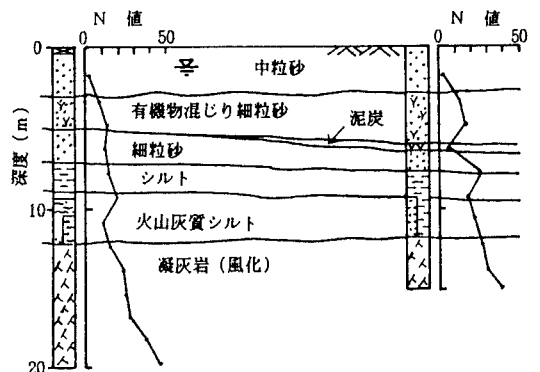 N 値
N 値
0
50
0
50
中粒砂
有機物混じり細粒砂
泥炭
細粒砂
シルト
深度(m)
10
火山灰質シルト
凝灰岩(風化)
20